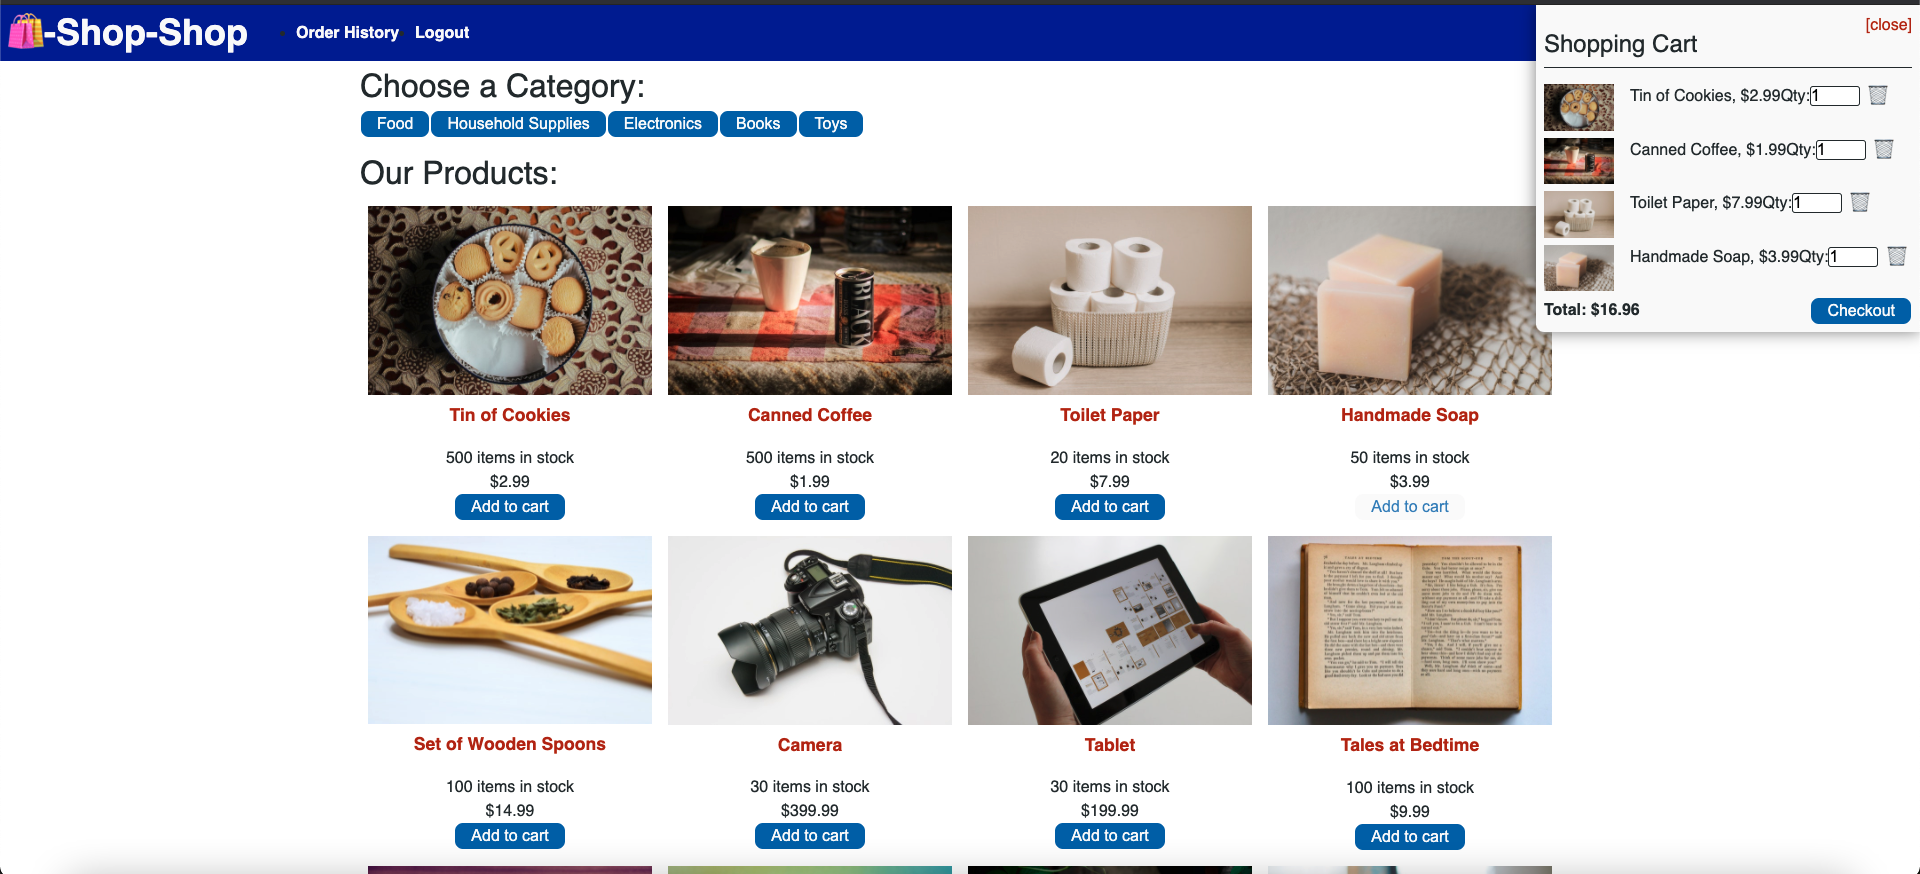 -Shop-Shop
Order History
Logout
[close]
Shopping Cart
Tin of Cookies, $2.99Qty:1
Canned Coffee, $1.99Qty:1
Toilet Paper, $7.99Qty:1
Handmade Soap, $3.99Qty:1
Total: $16.96
Checkout
Choose a Category:
Food
Household Supplies
Electronics
Books
Toys
Our Products:
BLACK
Tin of Cookies
500 items in stock
$2.99
Add to cart
Canned Coffee
500 items in stock
$1.99
Add to cart
Toilet Paper
20 items in stock
$7.99
Add to cart
Handmade Soap
50 items in stock
$3.99
Add to cart
Set of Wooden Spoons
100 items in stock
$14.99
Add to cart
Camera
30 items in stock
$399.99
Add to cart
Tablet
30 items in stock
$199.99
Add to cart
Tales at Bedtime
100 items in stock
$9.99
Add to cart